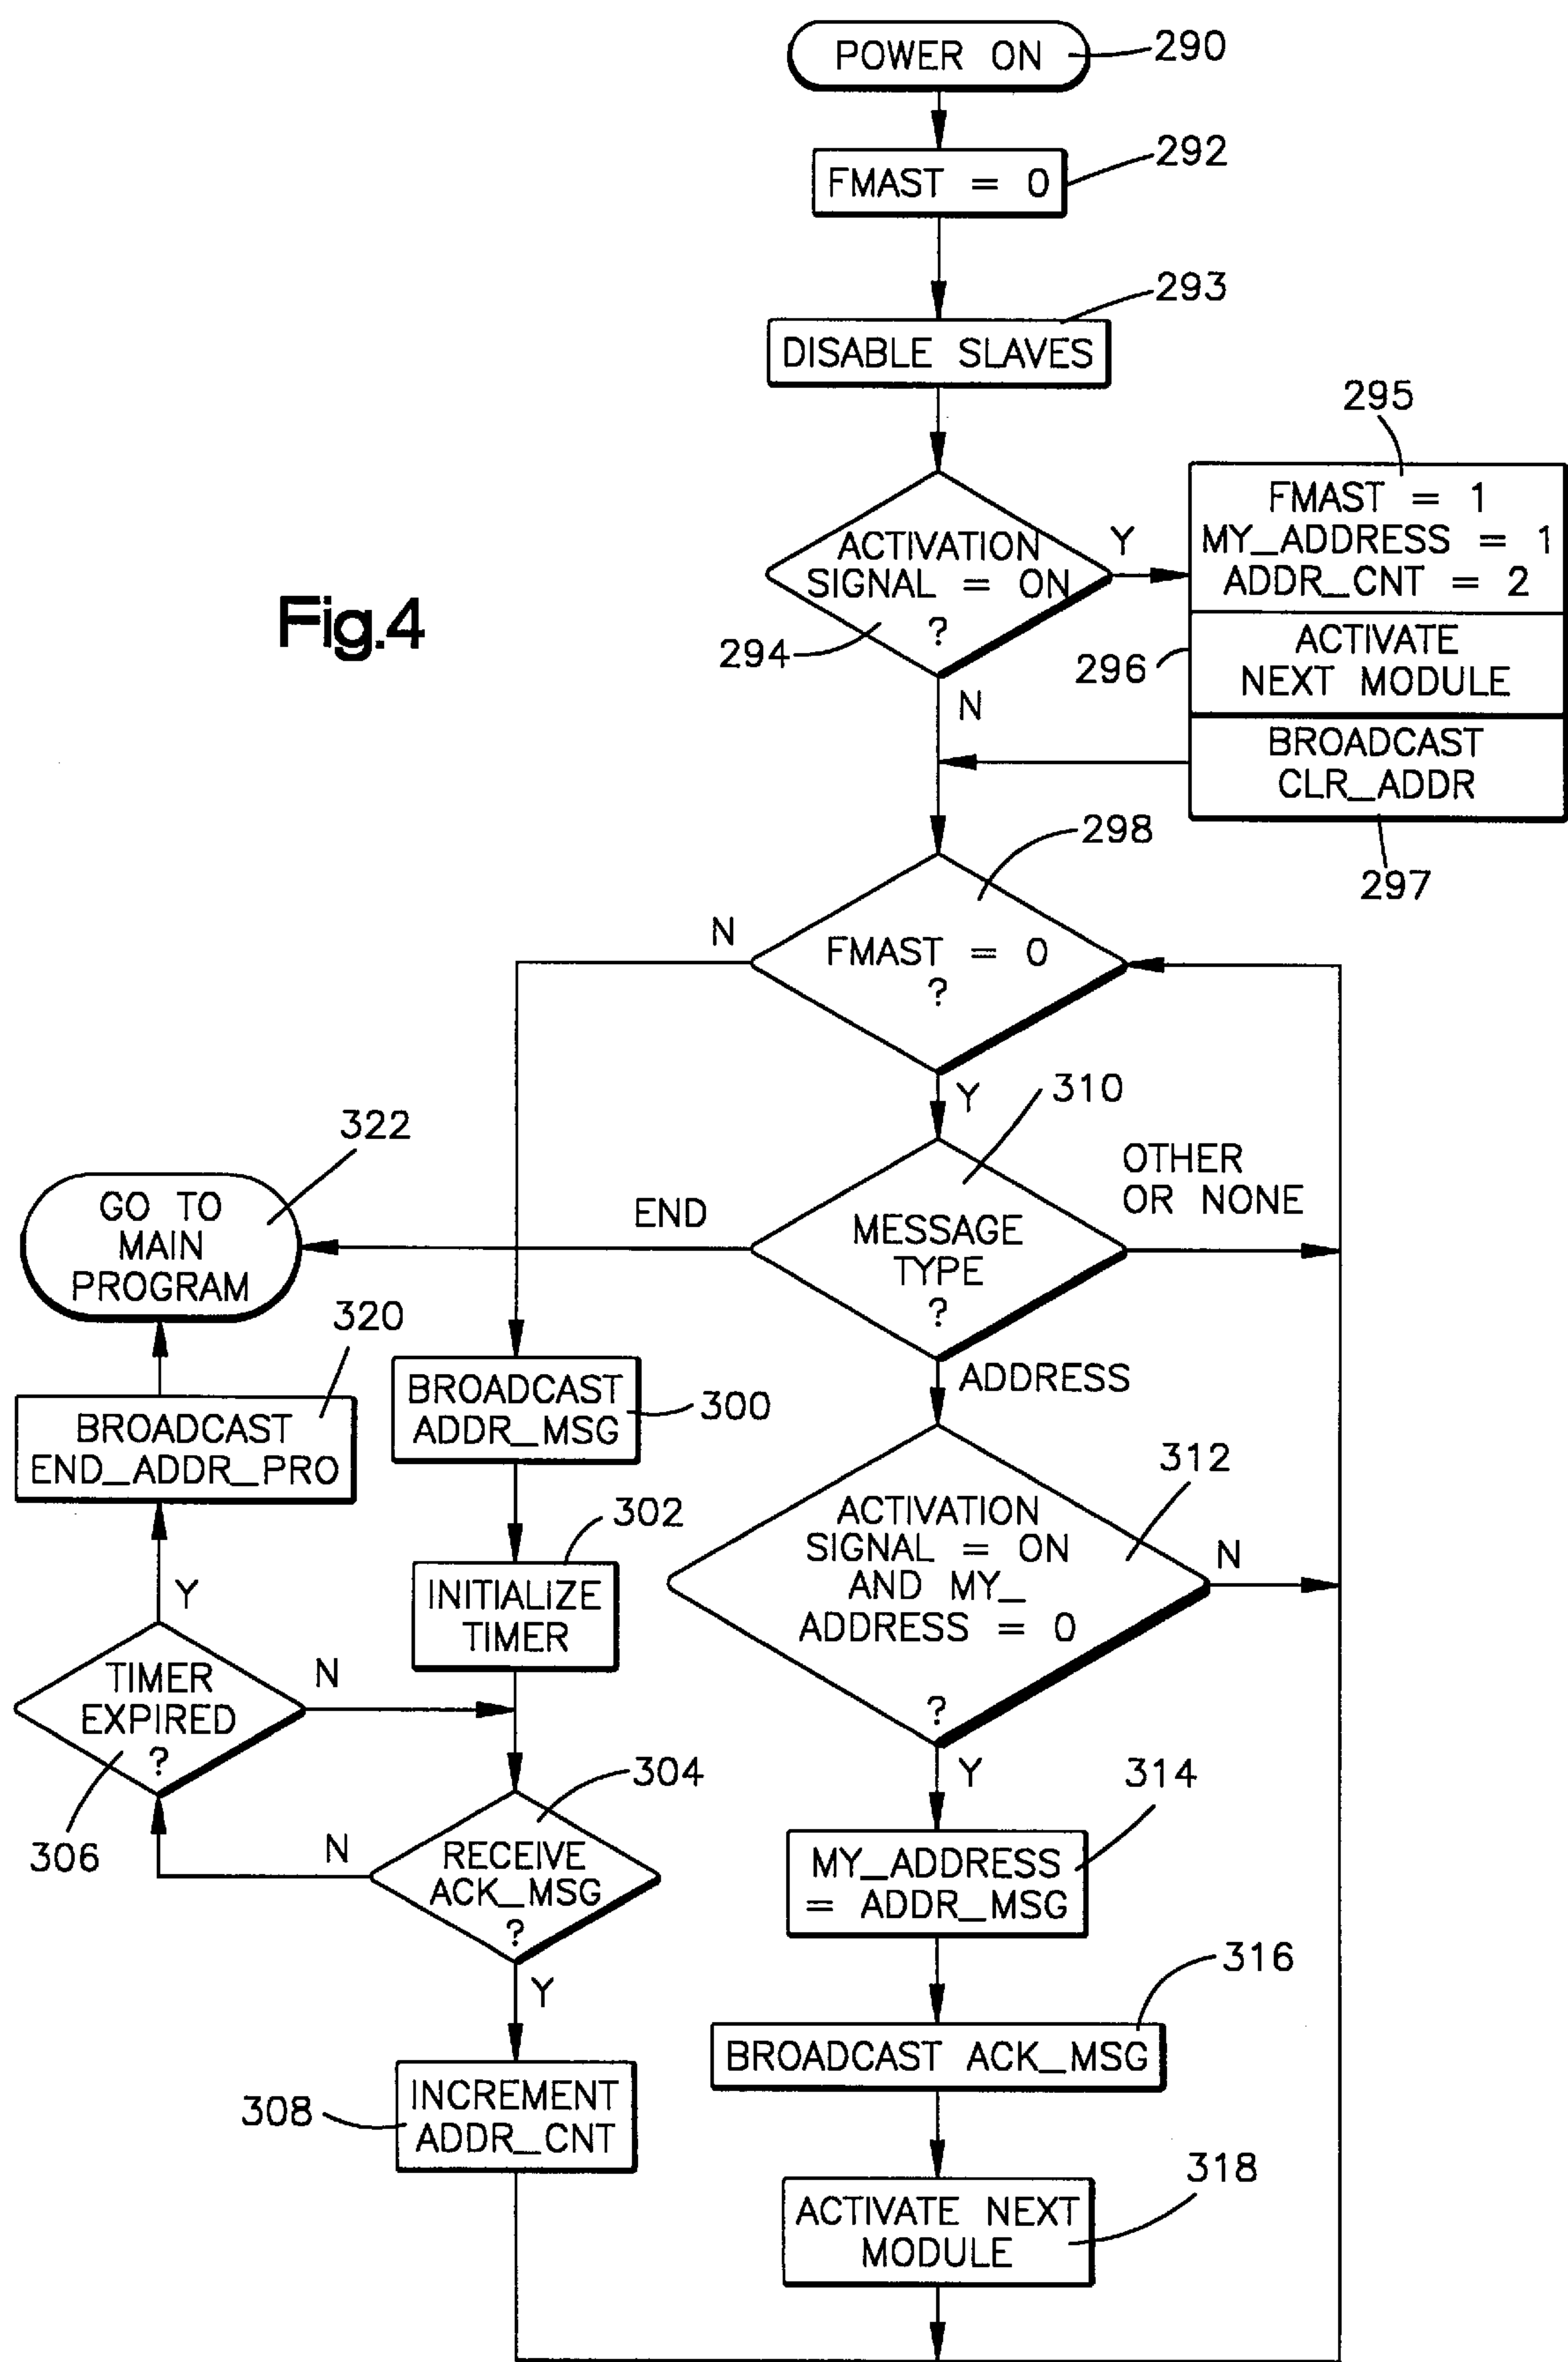 POWER ON
290
FMAST = 0
292
293
DISABLE SLAVES
295
ACTIVATION
SIGNAL = ON
?
294
Y
N
FMAST = 1
MY_ADDRESS = 1
ADDR_CNT = 2
296
ACTIVATE
NEXT MODULE
BROADCAST
CLR_ADDR
297
Fig.4
298
FMAST = 0
?
N
Y
310
MESSAGE
TYPE
?
END
OTHER
OR NONE
ADDRESS
322
GO TO
MAIN
PROGRAM
320
BROADCAST
END_ADDR_PRO
BROADCAST
ADDR_MSG
300
302
INITIALIZE
TIMER
312
ACTIVATION
SIGNAL = ON
AND MY_
ADDRESS = 0
?
N
Y
Y
TIMER
EXPIRED
?
N
306
304
RECEIVE
ACK_MSG
?
N
Y
314
MY_ADDRESS
= ADDR_MSG
316
BROADCAST ACK_MSG
308
INCREMENT
ADDR_CNT
318
ACTIVATE NEXT
MODULE